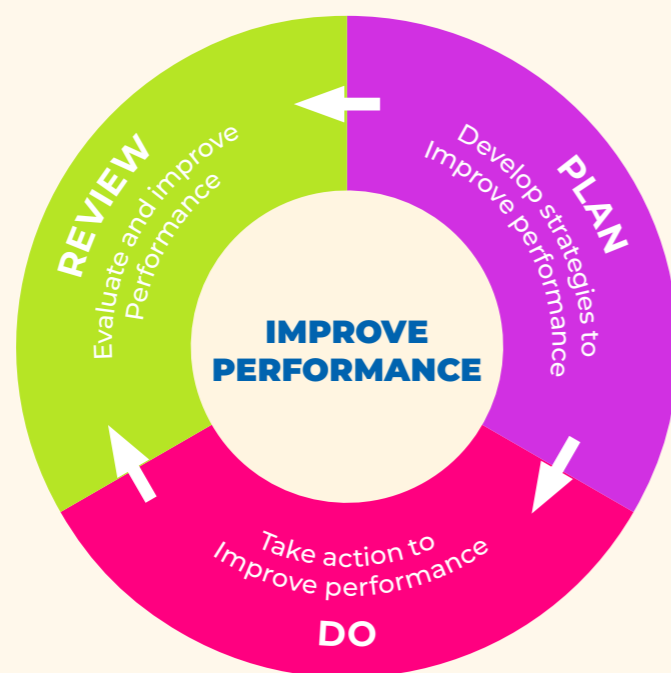 REVIEW
Evaluate and improve
Performance
PLAN
Develop strategies to
Improve performance
IMPROVE
PERFORMANCE
Take action to
Improve performance
DO